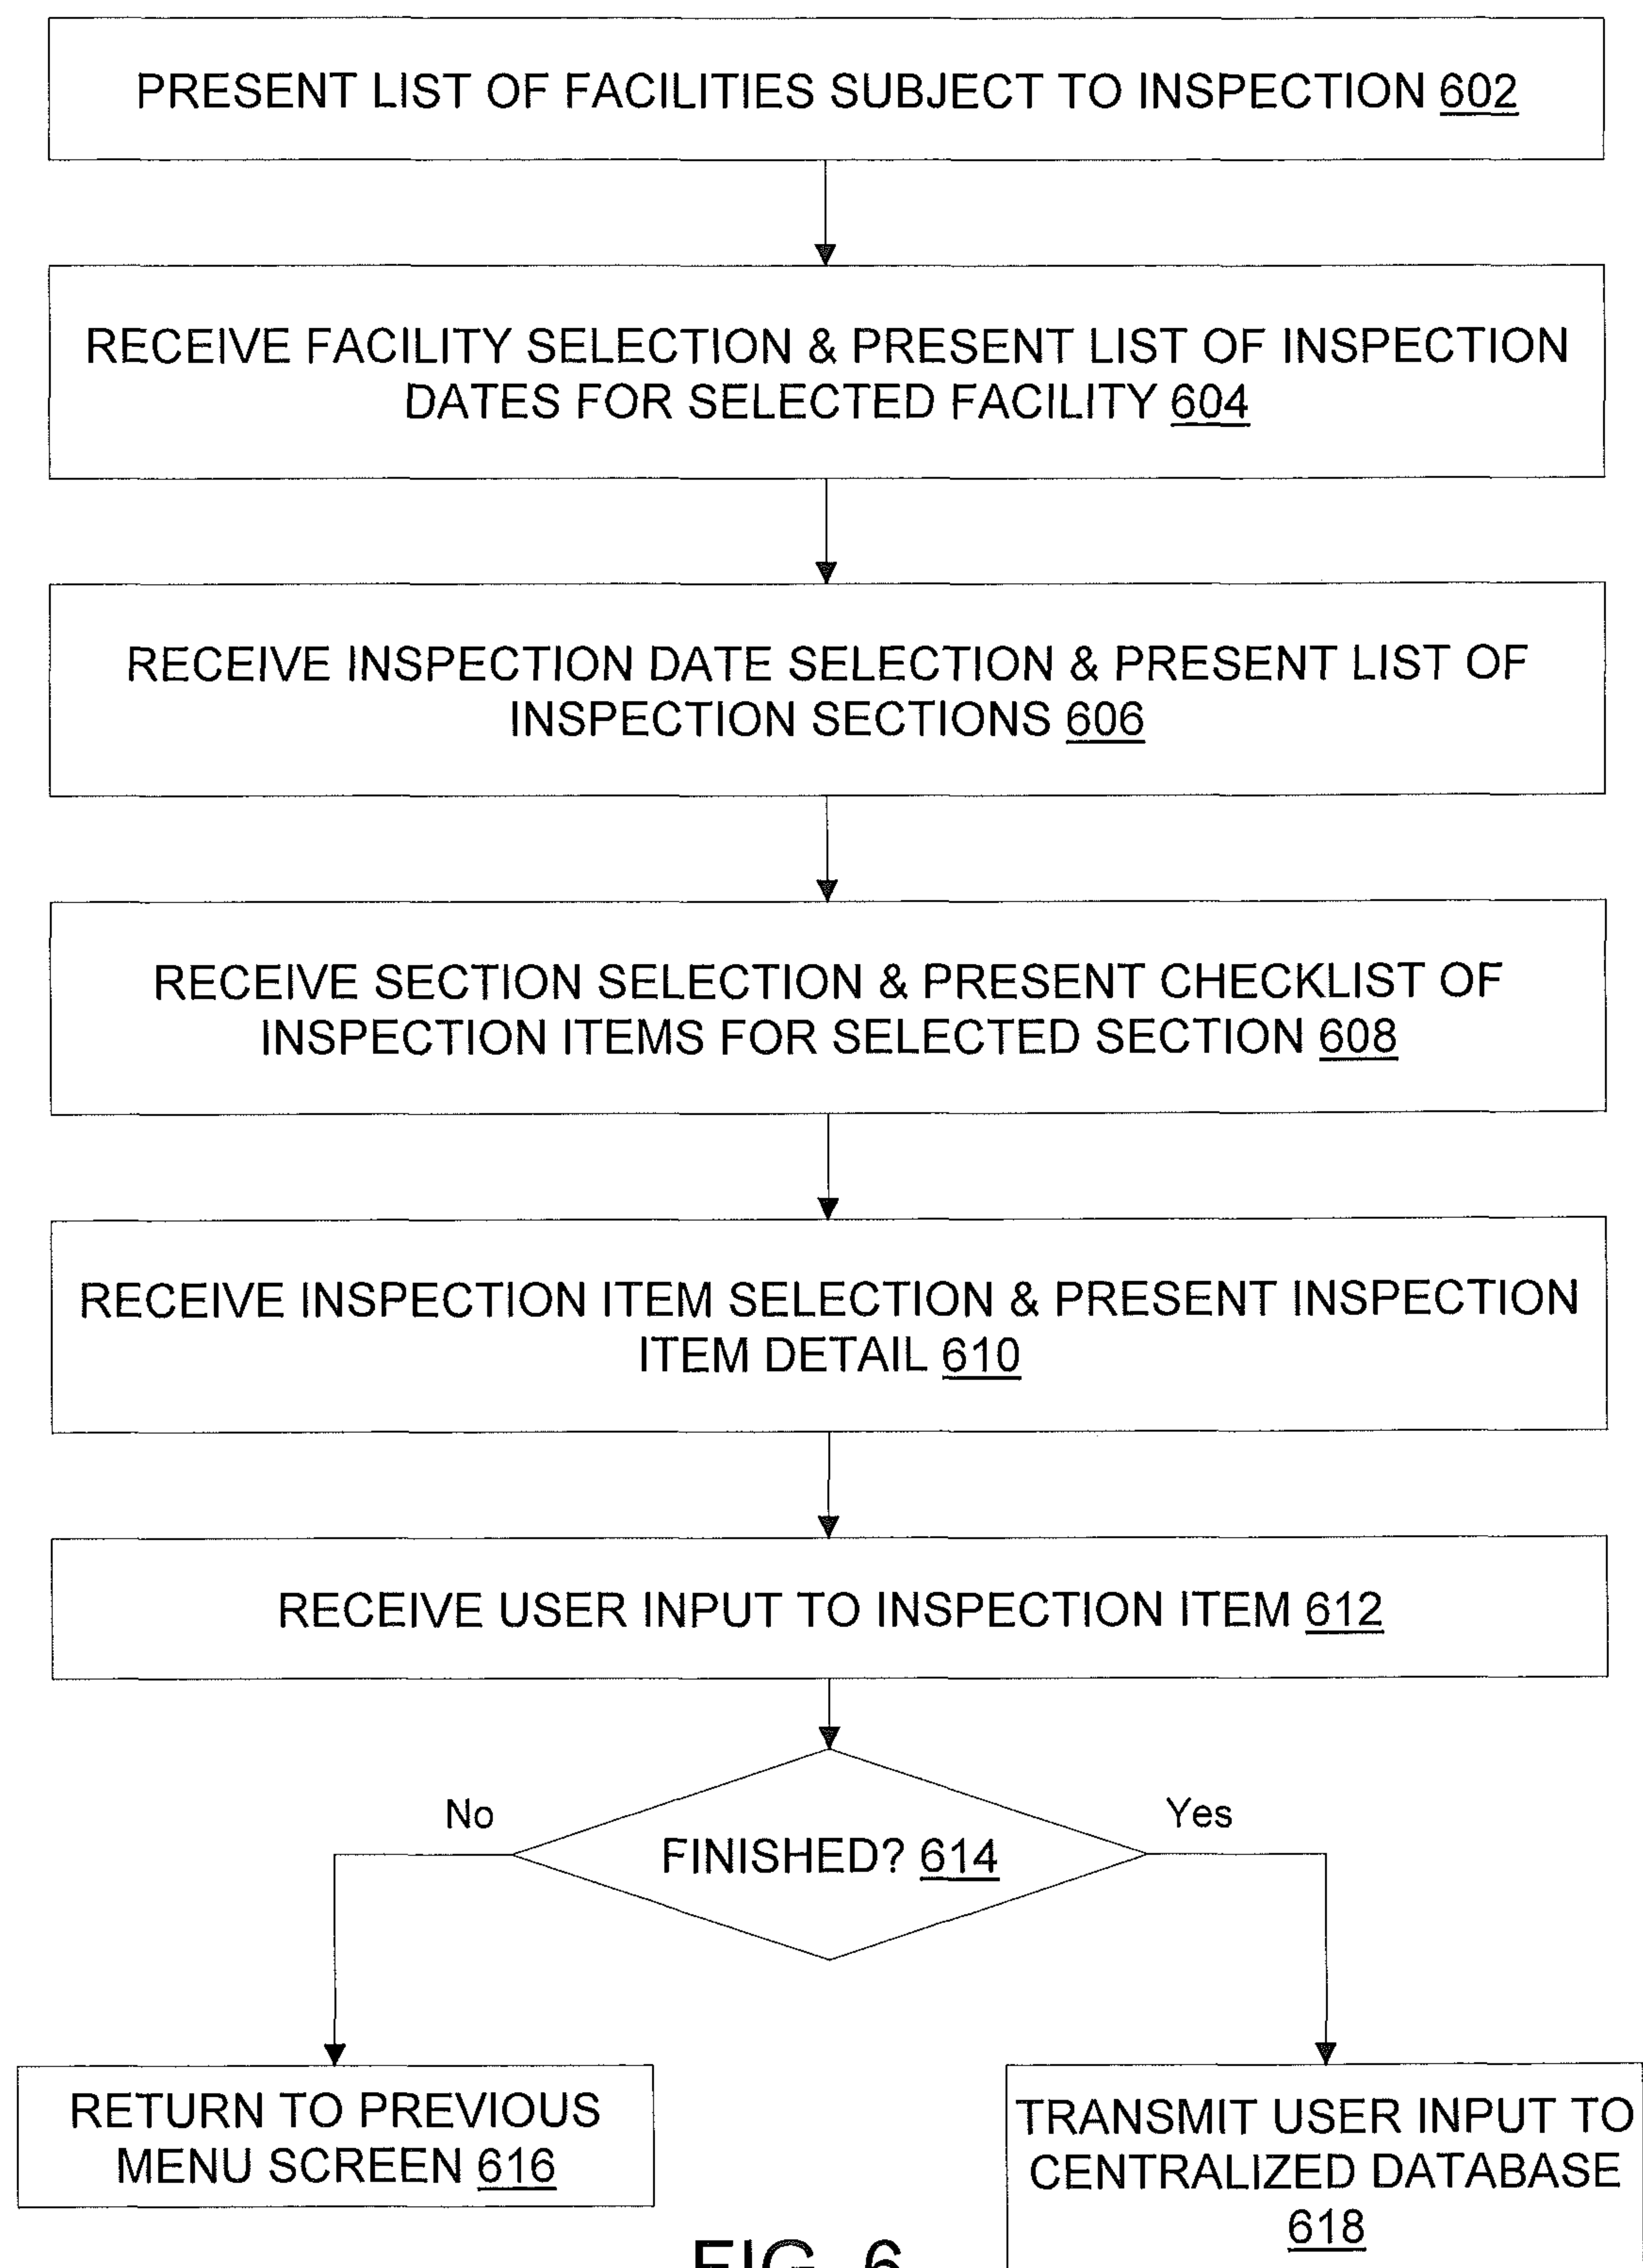 PRESENT LIST OF FACILITIES SUBJECT TO INSPECTION 602
RECEIVE FACILITY SELECTION & PRESENT LIST OF INSPECTION
DATES FOR SELECTED FACILITY 604
RECEIVE INSPECTION DATE SELECTION & PRESENT LIST OF
INSPECTION SECTIONS 606
RECEIVE SECTION SELECTION & PRESENT CHECKLIST OF
INSPECTION ITEMS FOR SELECTED SECTION 608
RECEIVE INSPECTION ITEM SELECTION & PRESENT INSPECTION
ITEM DETAIL 610
RECEIVE USER INPUT TO INSPECTION ITEM 612
No
Yes
FINISHED? 614
RETURN TO PREVIOUS
MENU SCREEN 616
TRANSMIT USER INPUT TO
CENTRALIZED DATABASE
618
FIG. 6